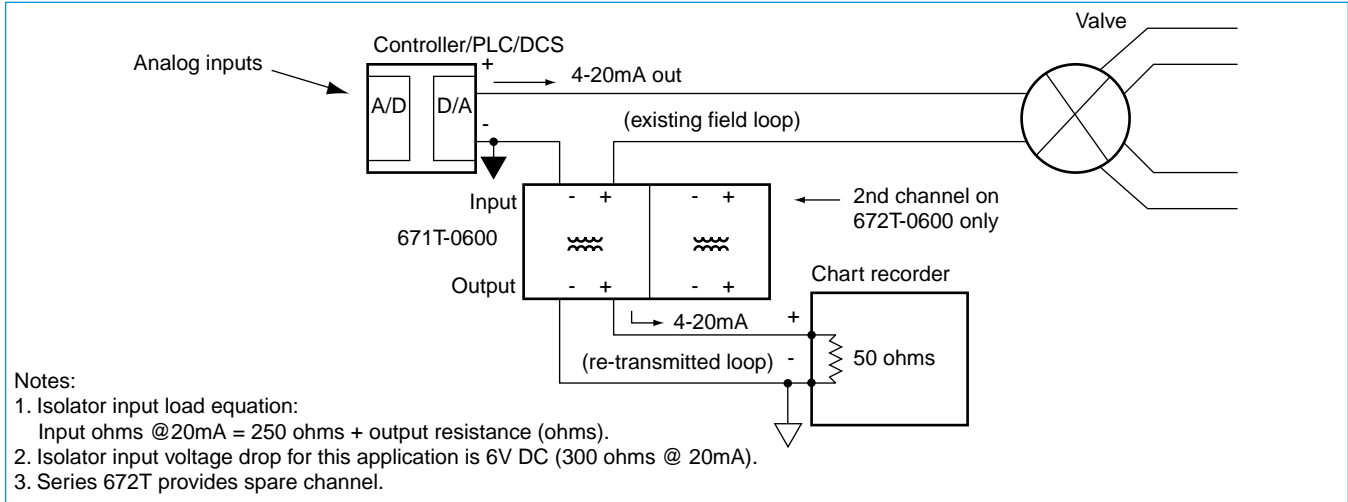 Valve
Controller/PLC/DCS
Analog inputs
+
4-20mA out
A/D D/A
-
(existing field loop)
Input - + - +
2nd channel on
672T-0600 only
671T-0600
Output - + - +
Chart recorder
4-20mA +
(re-transmitted loop) - 50 ohms
Notes:
1. Isolator input load equation:
Input ohms @20mA = 250 ohms + output resistance (ohms).
2. Isolator input voltage drop for this application is 6V DC (300 ohms @ 20mA).
3. Series 672T provides spare channel.